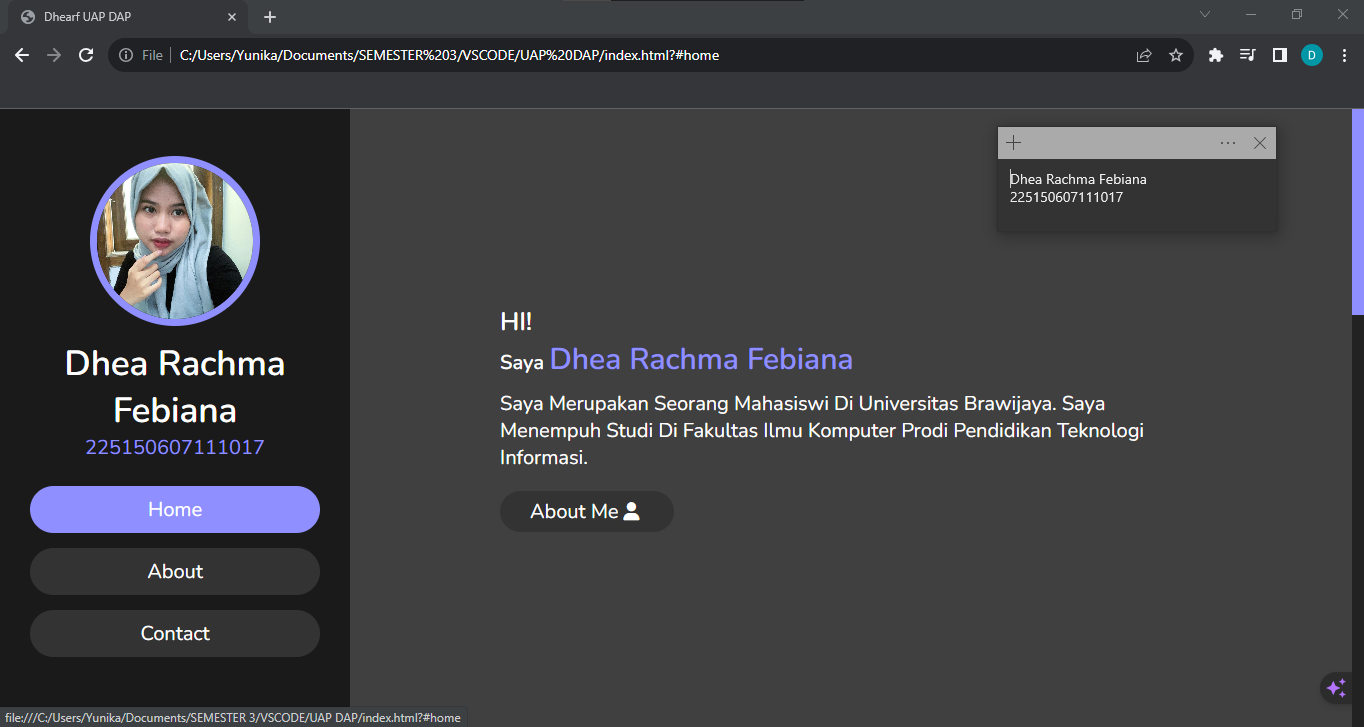 Dhearf UAP DAP
File
C:/Users/Yunika/Documents/SEMESTER%203/VSCODE/UAP%20DAP/index.html?#home
D
Dhea Rachma
Febiana
225150607111017
Home
About
Contact
Dhea Rachma Febiana
225150607111017
HI!
Saya Dhea Rachma Febiana
Saya Merupakan Seorang Mahasiswi Di Universitas Brawijaya. Saya
Menempuh Studi Di Fakultas Ilmu Komputer Prodi Pendidikan Teknologi
Informasi.
About Me
file:///C:/Users/Yunika/Documents/SEMESTER 3/VSCODE/UAP DAP/index.html?#home